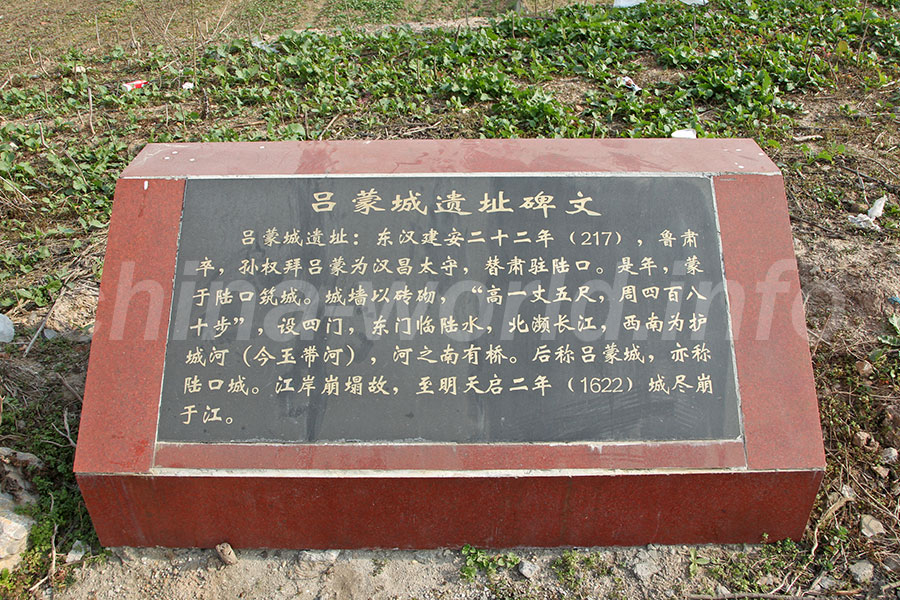 吕蒙城遗址碑文
吕蒙城遗址：东汉建安二十二年（217），鲁肃
卒，孙权拜吕蒙为汉昌太守，替肃驻陆口。是年，蒙
于陆口筑城。城墙以砖砌，“高一丈五尺，周四百八
十步”，设四门，东门临陆水，北濒长江，西南为护
城河（今玉带河），河之南有桥。后称吕蒙城，亦称
陆口城。江岸崩塌故，至明天启二年（1622）城尽崩
于江。
china-world.info